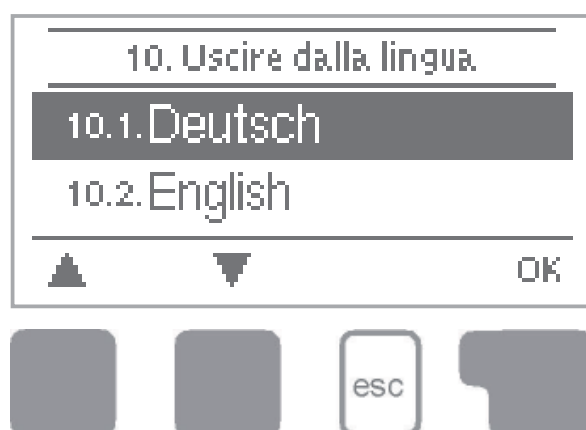 10. Uscire dalla lingua
10.1. Deutsch
10.2. English
OK
esc